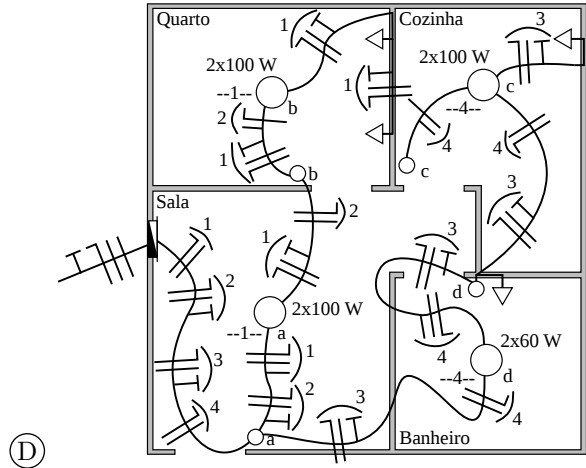 Quarto
1
2x100 W
--1--
b
2
1
b
1
Cozinha
3
2x100 W
c
--4--
4
c
4
3
Sala
1
2
3
4
2
1
2x100 W
--1--
a
1
2
a
3
3
d
4
2x60 W
--4--
d
4
Banheiro
D